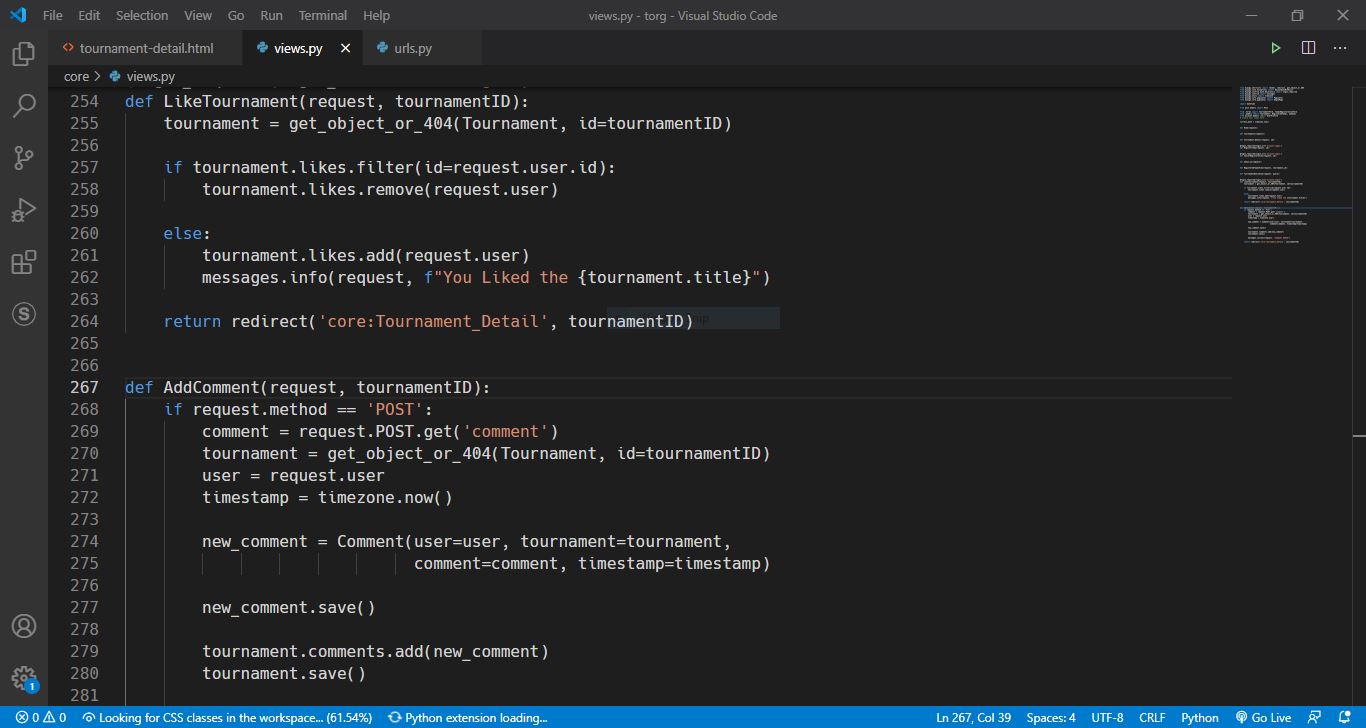 File Edit Selection View Go Run Terminal Help views.py - torg - Visual Studio Code
tournament-detail.html views.py urls.py
core > views.py
254 def LikeTournament(request, tournamentID):
255 tournament = get_object_or_404(Tournament, id=tournamentID)
256
257 if tournament.likes.filter(id=request.user.id):
258 tournament.likes.remove(request.user)
259
260 else:
261 tournament.likes.add(request.user)
262 messages.info(request, f"You Liked the {tournament.title}")
263
264 return redirect('core:Tournament_Detail', tournamentID)
265
266
267 def AddComment(request, tournamentID):
268 if request.method == 'POST':
269 comment = request.POST.get('comment')
270 tournament = get_object_or_404(Tournament, id=tournamentID)
271 user = request.user
272 timestamp = timezone.now()
273
274 new_comment = Comment(user=user, tournament=tournament,
275 comment=comment, timestamp=timestamp)
276
277 new_comment.save()
278
279 tournament.comments.add(new_comment)
280 tournament.save()
281
1
0 0 Looking for CSS classes in the workspace... (61.54%) Python extension loading... Ln 267, Col 39 Spaces: 4 UTF-8 CRLF Python Go Live